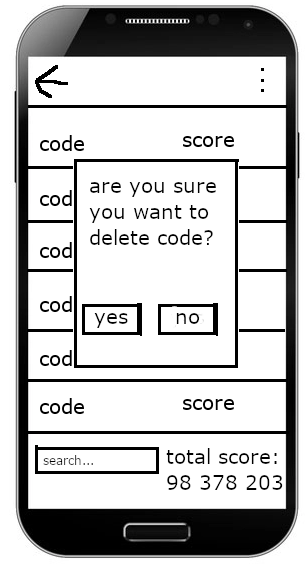 code score
are you sure
cod you want to
cod delete code?
cod yes no
cod
code score
search... total score:
98 378 203